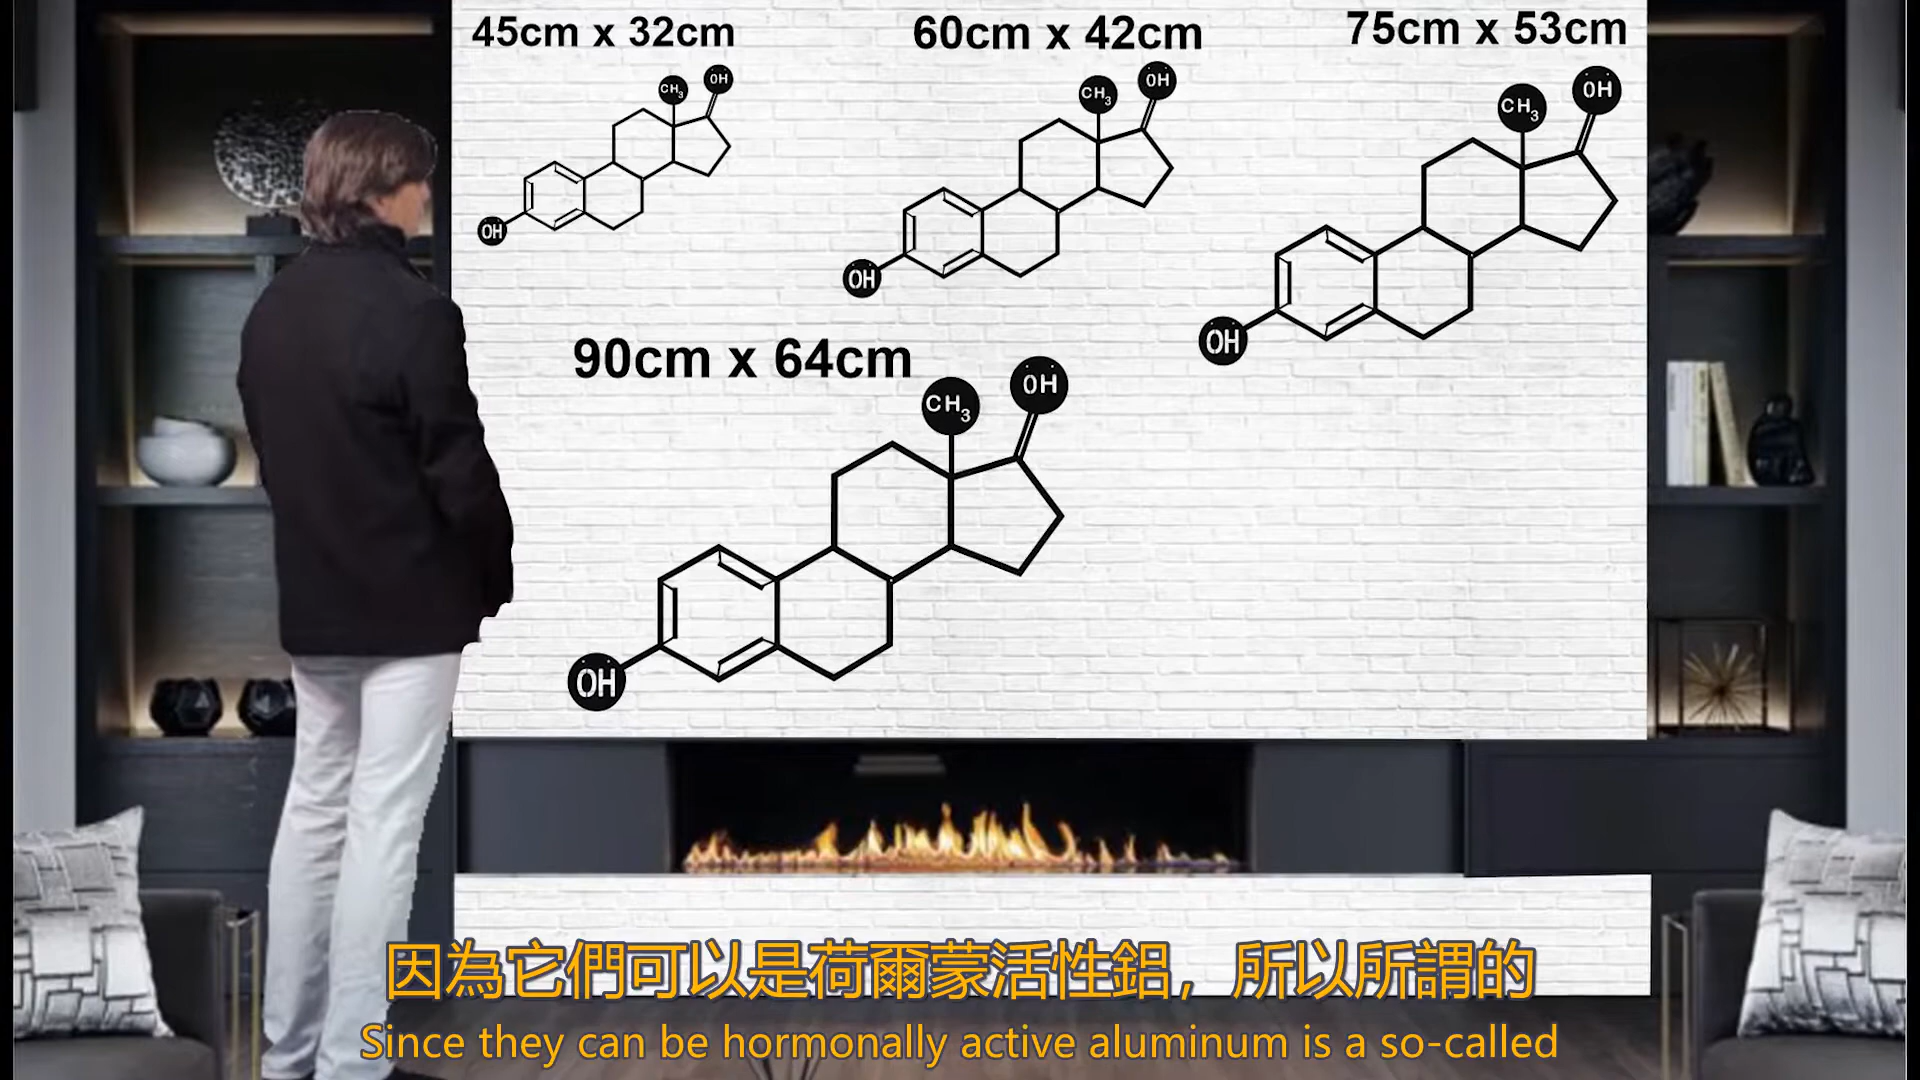 45cm x 32cm
60cm x 42cm
75cm x 53cm
CH3
OH
OH
CH3
OH
OH
CH3
OH
OH
90cm x 64cm
CH3
OH
OH
因為它們可以是荷爾蒙活性鋁，所以所謂的
Since they can be hormonally active aluminum is a so-called